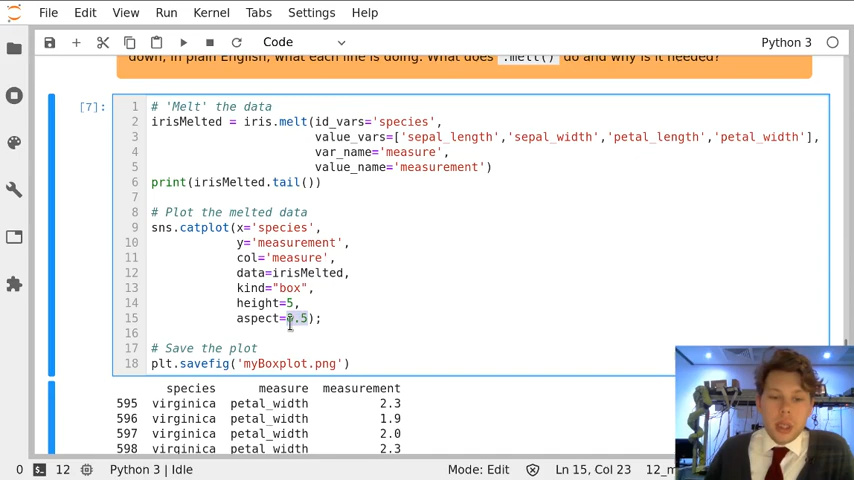 File Edit View Run Kernel Tabs Settings Help
Code
Python 3
down, in plain English, what each line is doing. What does .melt() do and why is it needed?
[7]:
1 # 'Melt' the data
2 irisMelted = iris.melt(id_vars='species',
3 value_vars=['sepal_length','sepal_width','petal_length','petal_width'],
4 var_name='measure',
5 value_name='measurement')
6 print(irisMelted.tail())
7
8 # Plot the melted data
9 sns.catplot(x='species',
10 y='measurement',
11 col='measure',
12 data=irisMelted,
13 kind="box",
14 height=5,
15 aspect=0.5);
16
17 # Save the plot
18 plt.savefig('myBoxplot.png')
species measure measurement
595 virginica petal_width 2.3
596 virginica petal_width 1.9
597 virginica petal_width 2.0
598 virginica petal_width 2.3
0 12 Python 3 | Idle Mode: Edit Ln 15, Col 23